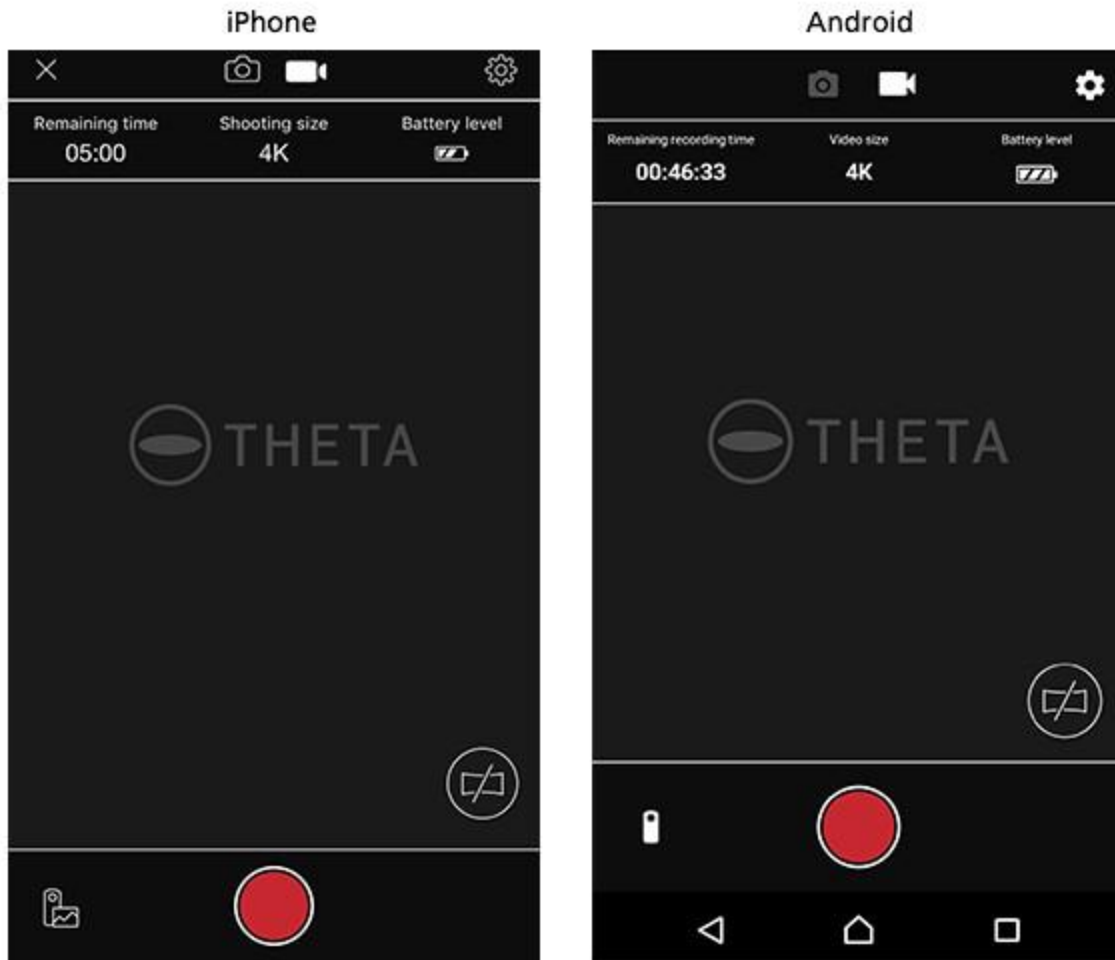 iPhone
Remaining time Shooting size Battery level
05:00 4K
THETA
Android
Remaining recording time Video size Battery level
00:46:33 4K
THETA